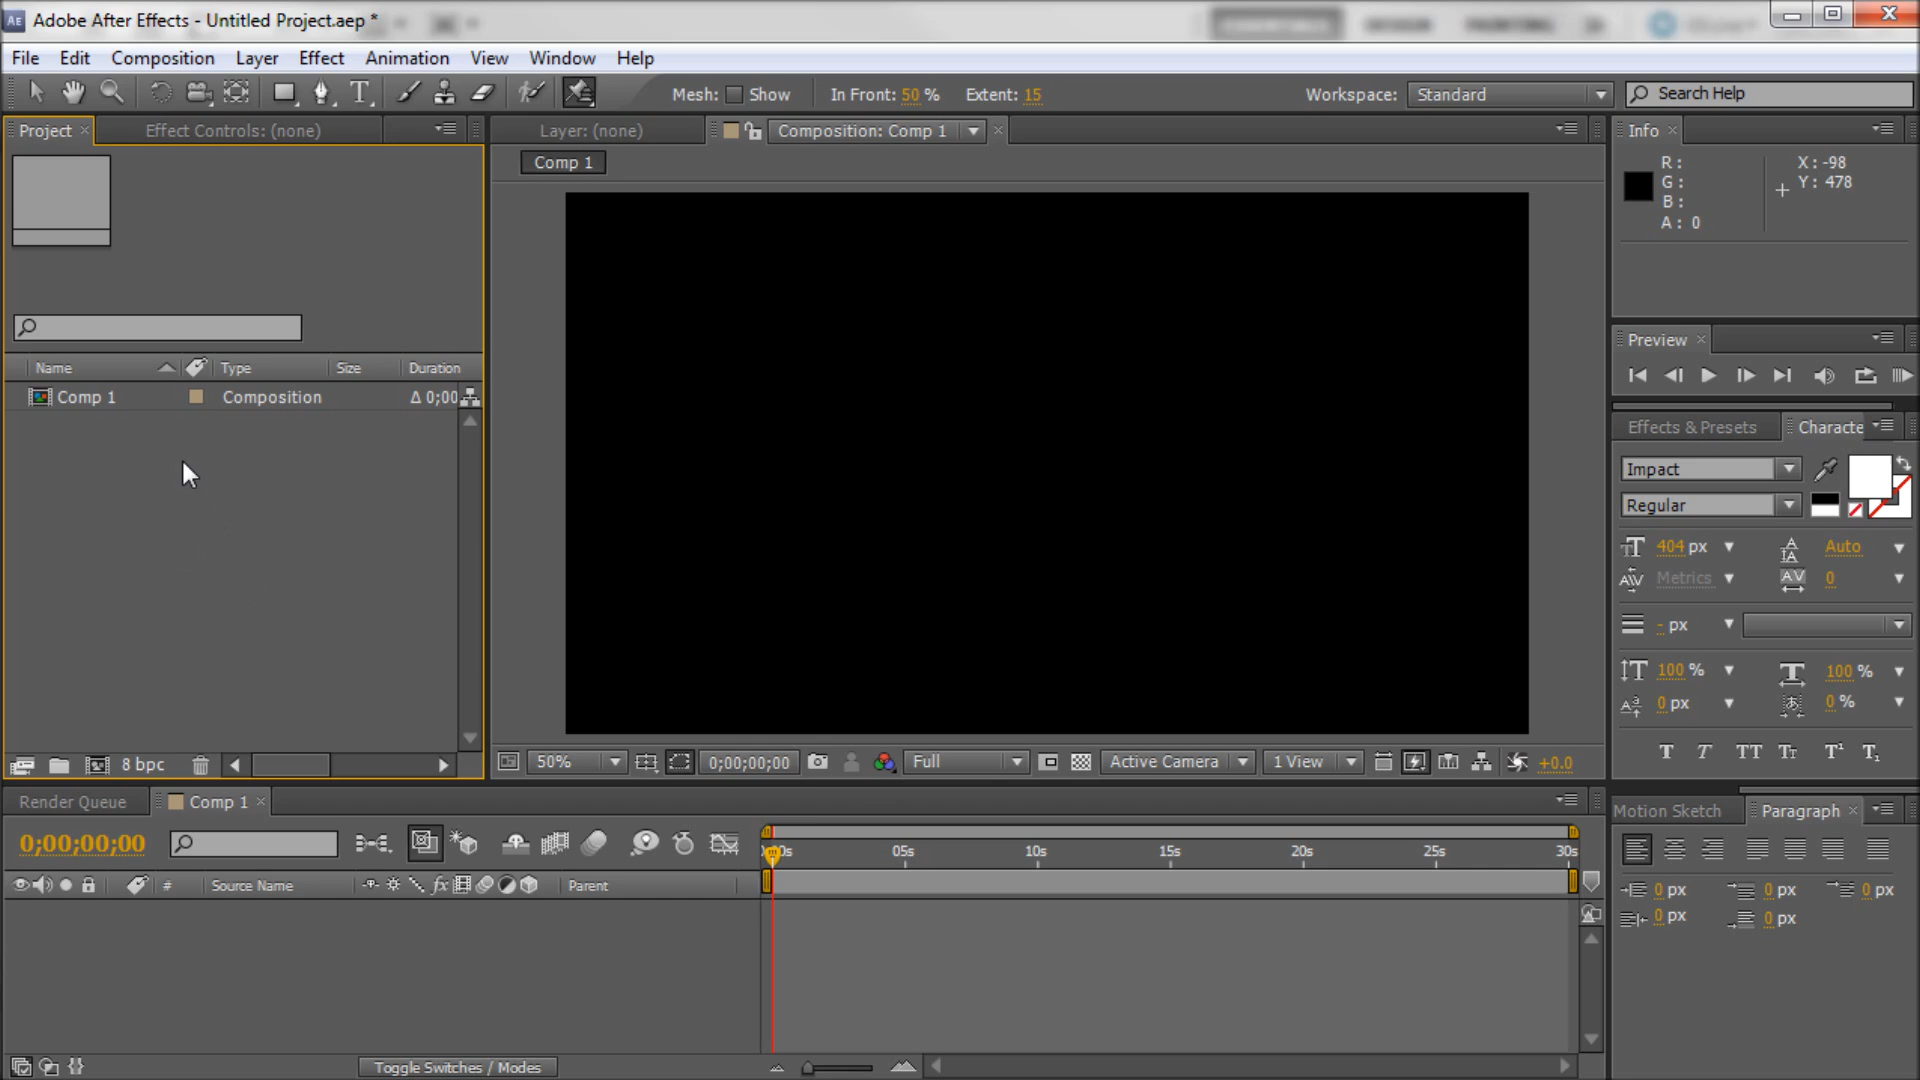 Adobe After Effects - Untitled Project.aep *
File Edit Composition Layer Effect Animation View Window Help
Mesh: Show In Front: 50 % Extent: 15 Workspace: Standard Search Help
Project × Effect Controls: (none) Layer: (none) Composition: Comp 1 × Info ×
Comp 1
R: X: -98
G: Y: 478
B:
A: 0
Preview ×
Name Type Size Duration
Comp 1 Composition Δ 0;00
Effects & Presets Characte
Impact
Regular
T 404 px Auto
Metrics 0
- px
100 % 100 %
0 px 0 %
T T TT Tt T¹ T₁
8 bpc 50% 0;00;00;00 Full Active Camera 1 View +0.0
Render Queue Comp 1 × Motion Sketch Paragraph ×
0;00;00;00 05s 10s 15s 20s 25s 30s
# Source Name fx Parent
0 px 0 px 0 px
0 px 0 px
Toggle Switches / Modes